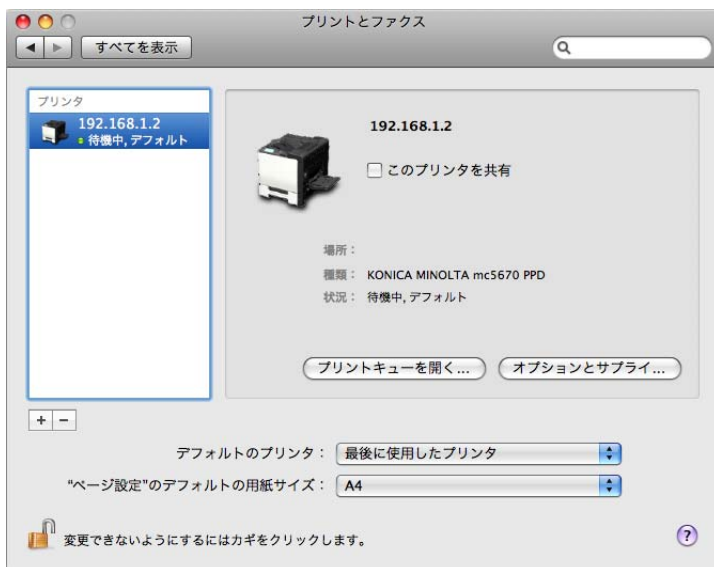 プリントとファクス
すべてを表示
プリンタ
192.168.1.2
待機中, デフォルト
192.168.1.2
このプリンタを共有
場所：
種類： KONICA MINOLTA mc5670 PPD
状況： 待機中, デフォルト
プリントキューを開く...
オプションとサプライ...
+ −
デフォルトのプリンタ： 最後に使用したプリンタ
“ページ設定”のデフォルトの用紙サイズ： A4
変更できないようにするにはカギをクリックします。
?